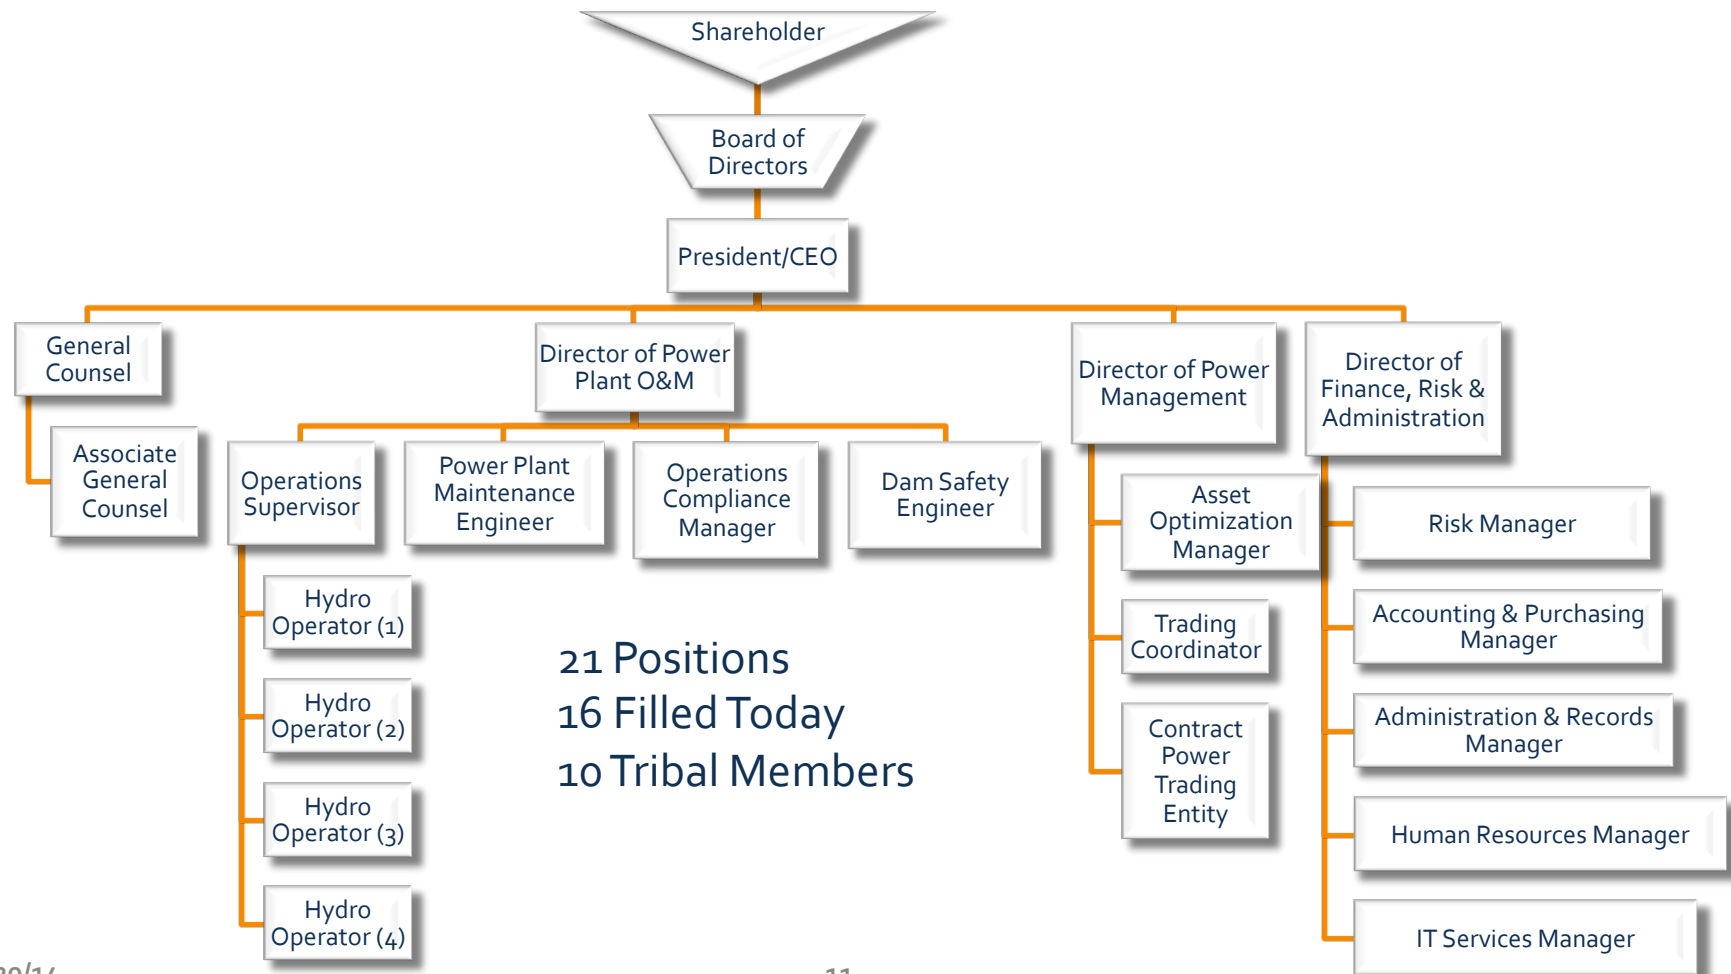 Shareholder
Board of
Directors
President/CEO
General
Counsel
Director of Power
Plant O&M
Director of Power
Management
Director of
Finance, Risk &
Administration
Associate
General
Counsel
Operations
Supervisor
Power Plant
Maintenance
Engineer
Operations
Compliance
Manager
Dam Safety
Engineer
Asset
Optimization
Manager
Risk Manager
Hydro
Operator (1)
Trading
Coordinator
Accounting & Purchasing
Manager
21 Positions
16 Filled Today
10 Tribal Members
Hydro
Operator (2)
Contract
Power
Trading
Entity
Administration & Records
Manager
Hydro
Operator (3)
Human Resources Manager
Hydro
Operator (4)
IT Services Manager